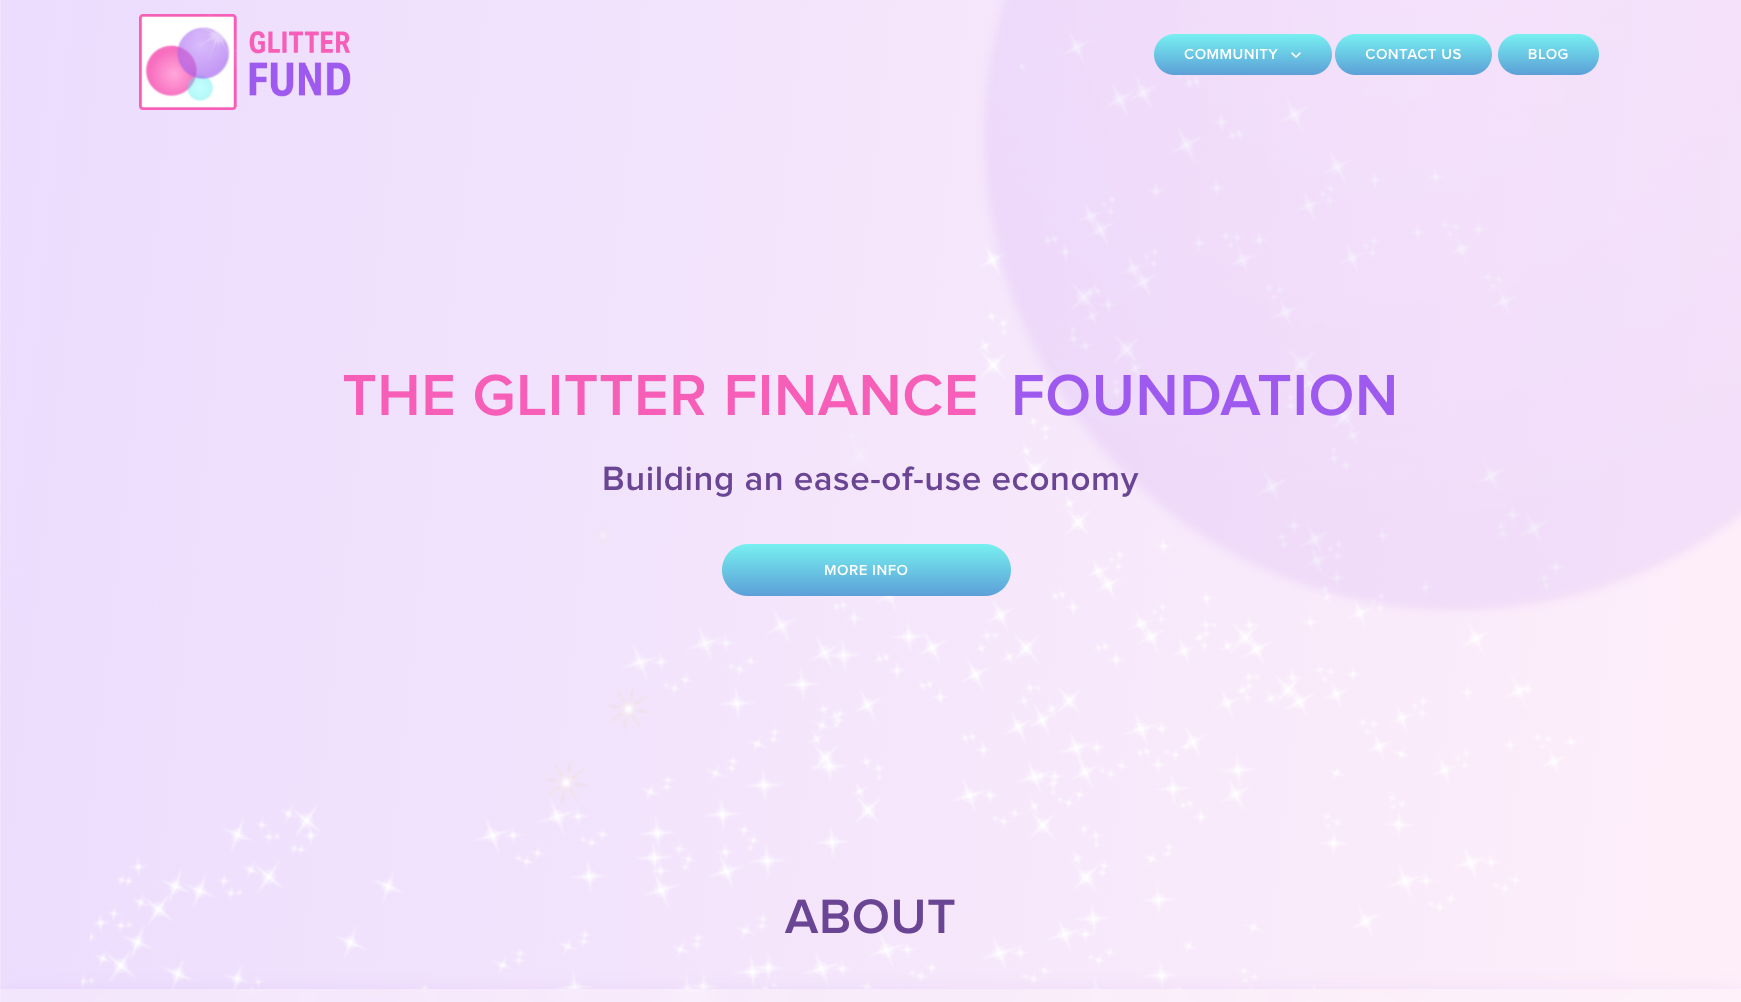 GLITTER
FUND
COMMUNITY
CONTACT US
BLOG
THE GLITTER FINANCE FOUNDATION
Building an ease-of-use economy
MORE INFO
ABOUT